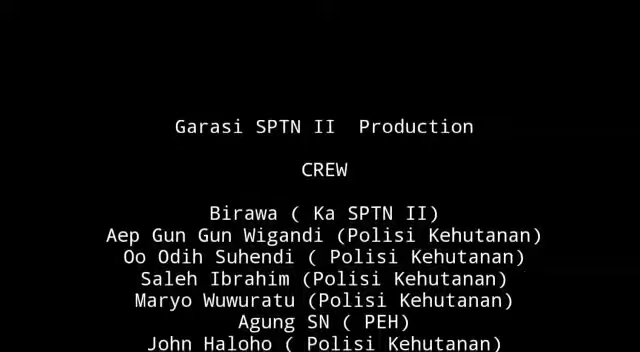 Garasi SPTN II  Production
CREW
Birawa ( Ka SPTN II)
Aep Gun Gun Wigandi (Polisi Kehutanan)
Oo Odih Suhendi ( Polisi Kehutanan)
Saleh Ibrahim (Polisi Kehutanan)
Maryo Wuwuratu (Polisi Kehutanan)
Agung SN ( PEH)
John Haloho ( Polisi Kehutanan)